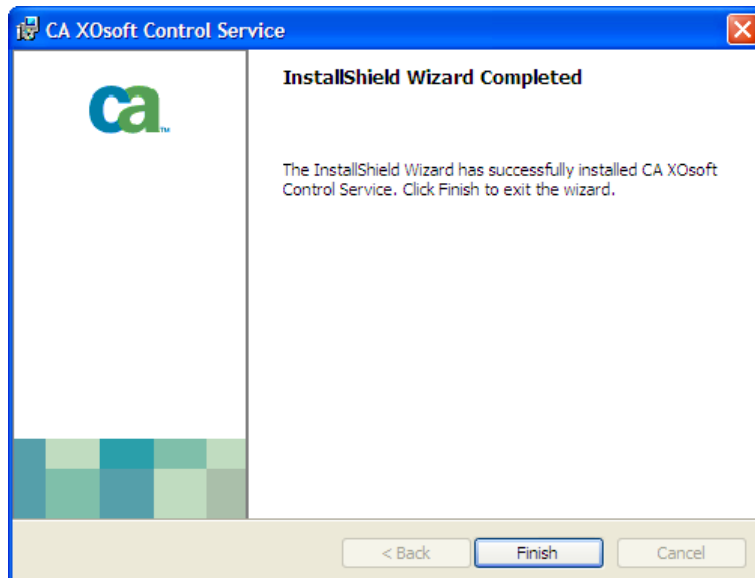 CA XOsoft Control Service
ca™
InstallShield Wizard Completed
The InstallShield Wizard has successfully installed CA XOsoft
Control Service. Click Finish to exit the wizard.
< Back
Finish
Cancel